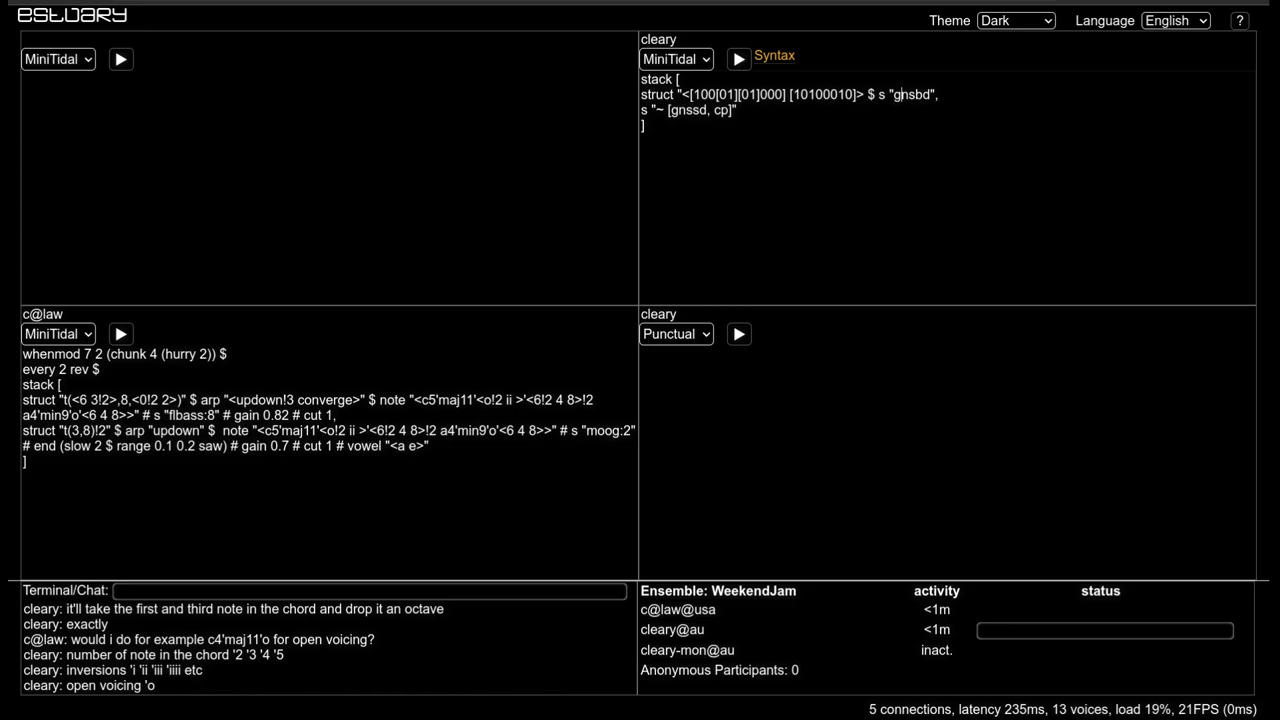 estuary
Theme Dark Language English ?
MiniTidal
cleary
MiniTidal Syntax
stack [
struct "<[100[01][01]000] [10100010]> $ s "gnsbd",
s "~ [gnssd, cp]"
]
c@law
MiniTidal
whenmod 7 2 (chunk 4 (hurry 2)) $
every 2 rev $
stack [
struct "t(<6 3!2>,8,<0!2 2>)" $ arp "<updown!3 converge>" $ note "<c5'maj11'<o!2 ii >'<6!2 4 8>!2
a4'min9'o'<6 4 8>>" # s "flbass:8" # gain 0.82 # cut 1,
struct "t(3,8)!2" $ arp "updown" $ note "<c5'maj11'<o!2 ii >'<6!2 4 8>!2 a4'min9'o'<6 4 8>>" # s "moog:2"
# end (slow 2 $ range 0.1 0.2 saw) # gain 0.7 # cut 1 # vowel "<a e>"
]
cleary
Punctual
Terminal/Chat:
cleary: it'll take the first and third note in the chord and drop it an octave
cleary: exactly
c@law: would i do for example c4'maj11'o for open voicing?
cleary: number of note in the chord '2 '3 '4 '5
cleary: inversions 'i 'ii 'iii 'iiii etc
cleary: open voicing 'o
Ensemble: WeekendJam activity status
c@law@usa <1m
cleary@au <1m
cleary-mon@au inact.
Anonymous Participants: 0
5 connections, latency 235ms, 13 voices, load 19%, 21FPS (0ms)